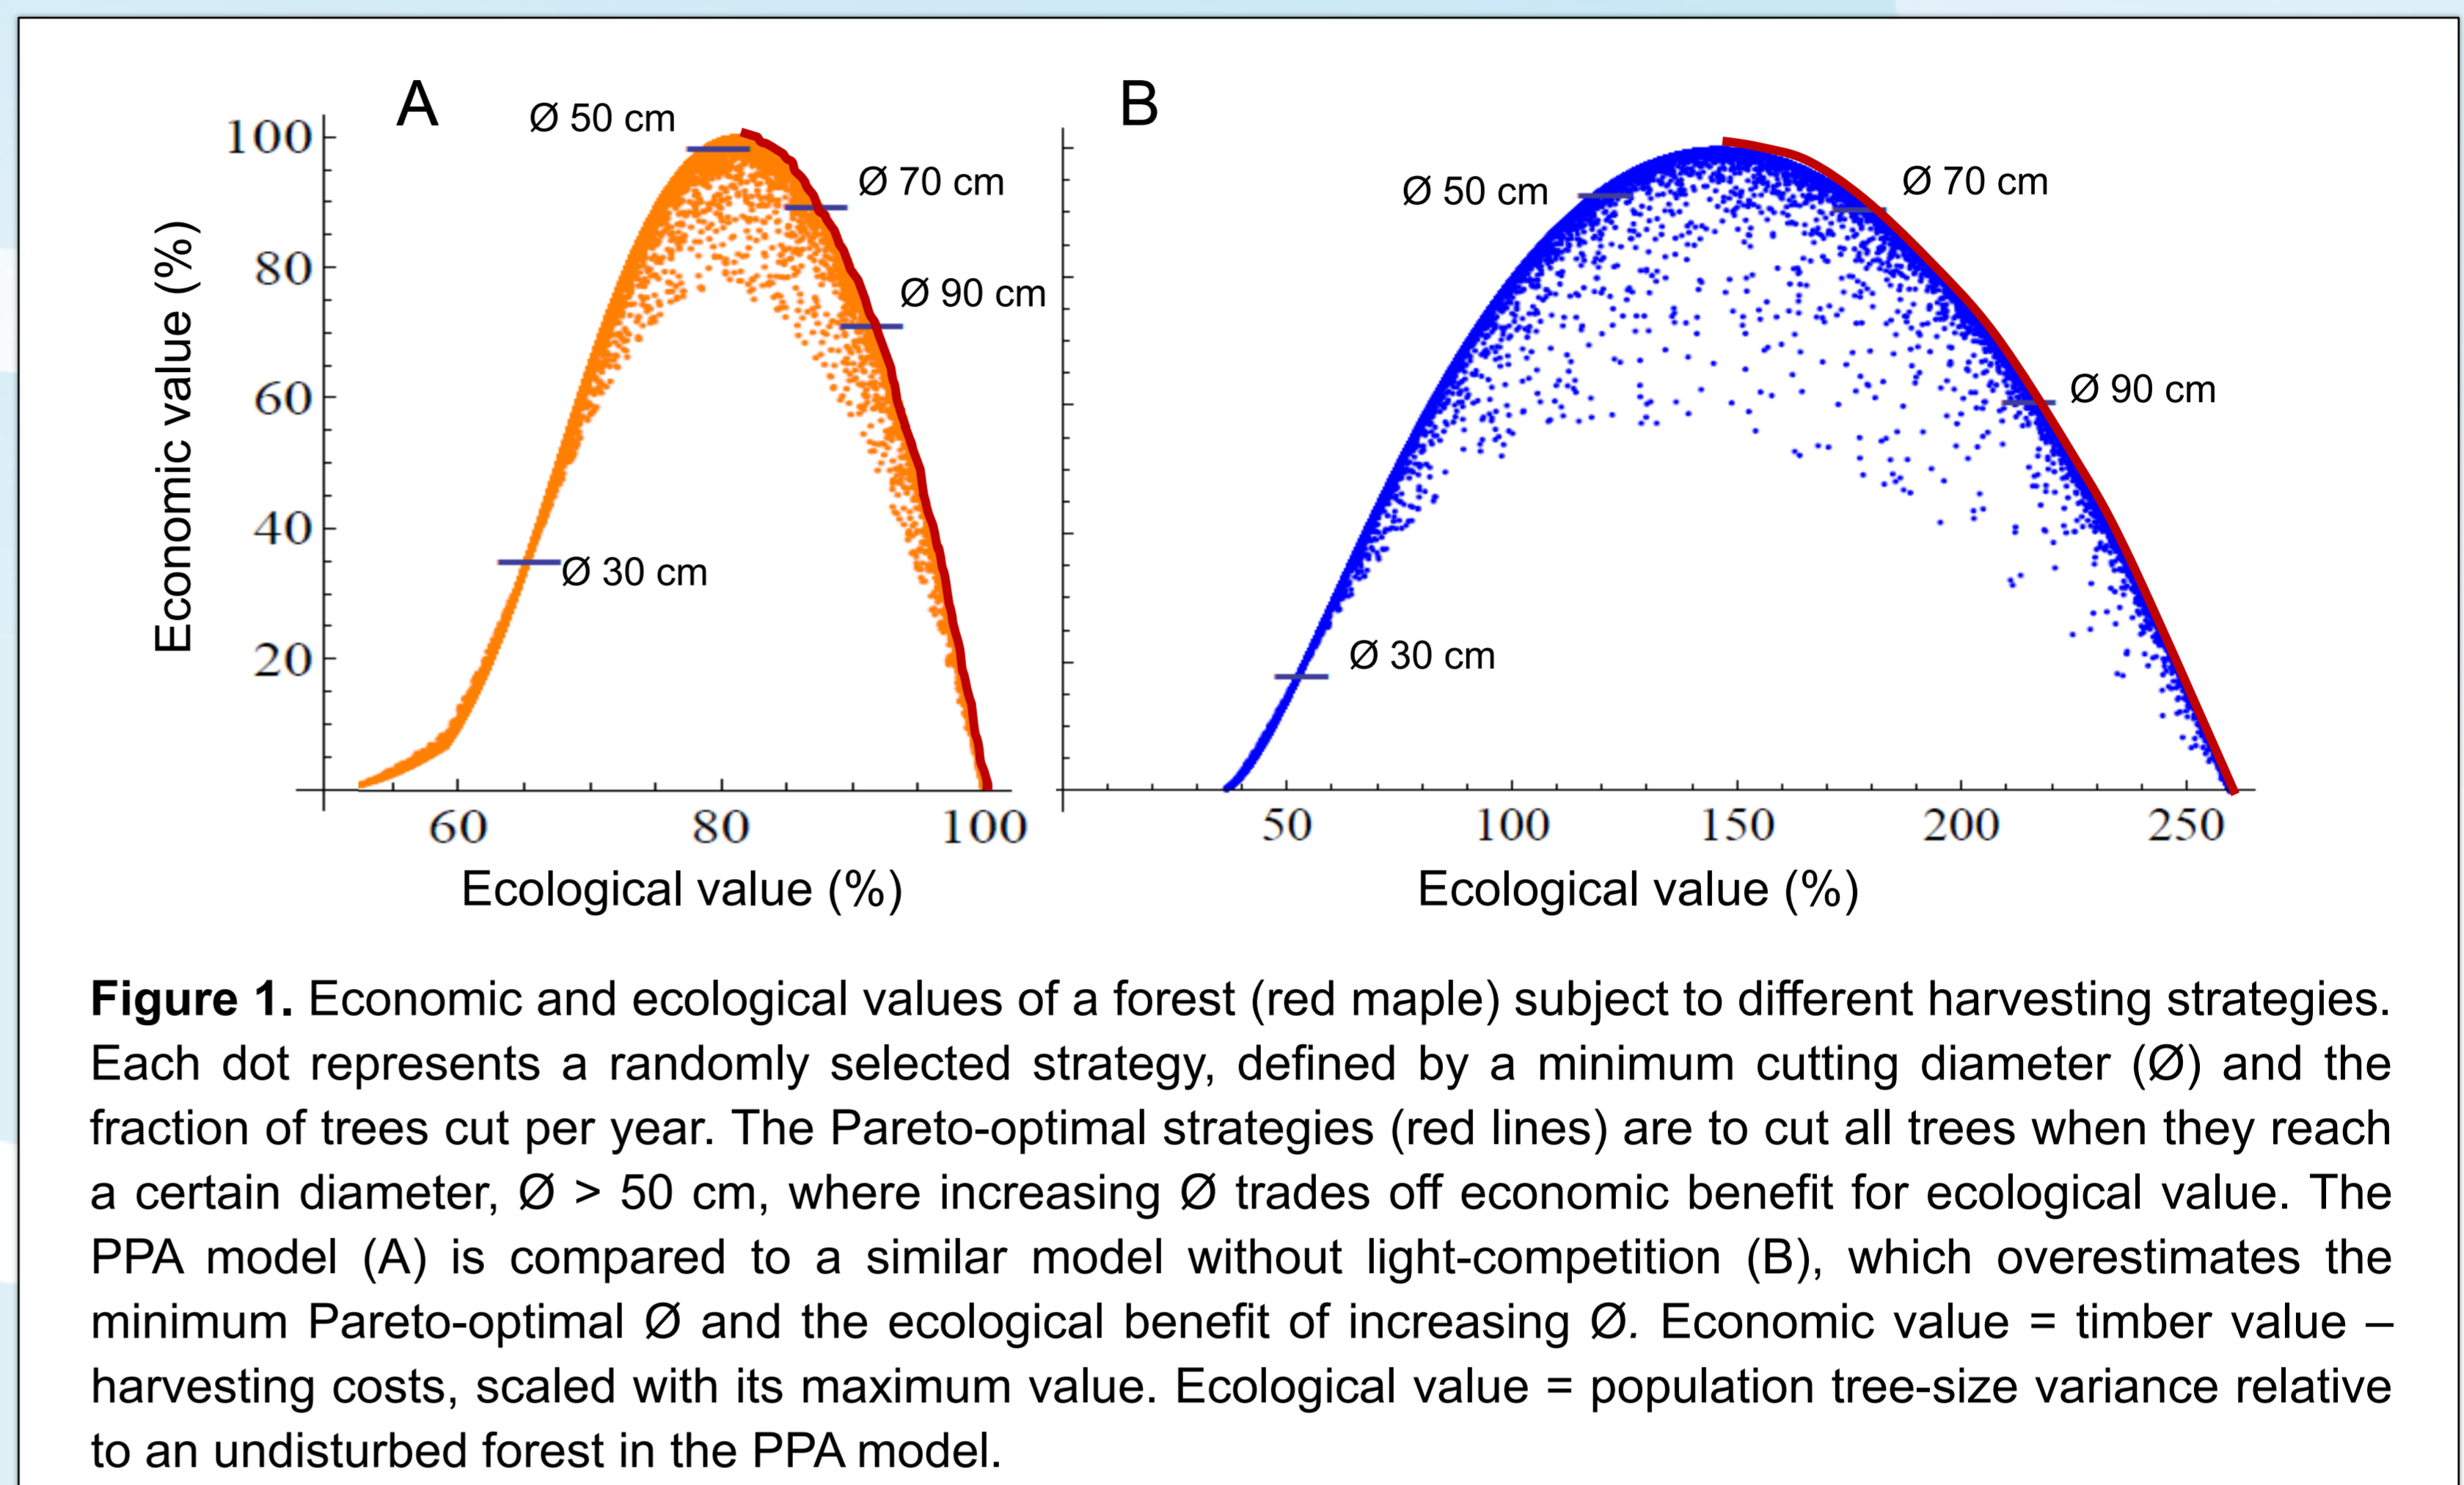 A
B
Ø 50 cm
Ø 70 cm
Ø 90 cm
Ø 30 cm
100
80
60
40
20
Economic value (%)
60 80 100
Ecological value (%)
Ø 50 cm
Ø 70 cm
Ø 90 cm
Ø 30 cm
50 100 150 200 250
Ecological value (%)
Figure 1. Economic and ecological values of a forest (red maple) subject to different harvesting strategies.
Each dot represents a randomly selected strategy, defined by a minimum cutting diameter (Ø) and the
fraction of trees cut per year. The Pareto-optimal strategies (red lines) are to cut all trees when they reach
a certain diameter, Ø > 50 cm, where increasing Ø trades off economic benefit for ecological value. The
PPA model (A) is compared to a similar model without light-competition (B), which overestimates the
minimum Pareto-optimal Ø and the ecological benefit of increasing Ø. Economic value = timber value –
harvesting costs, scaled with its maximum value. Ecological value = population tree-size variance relative
to an undisturbed forest in the PPA model.